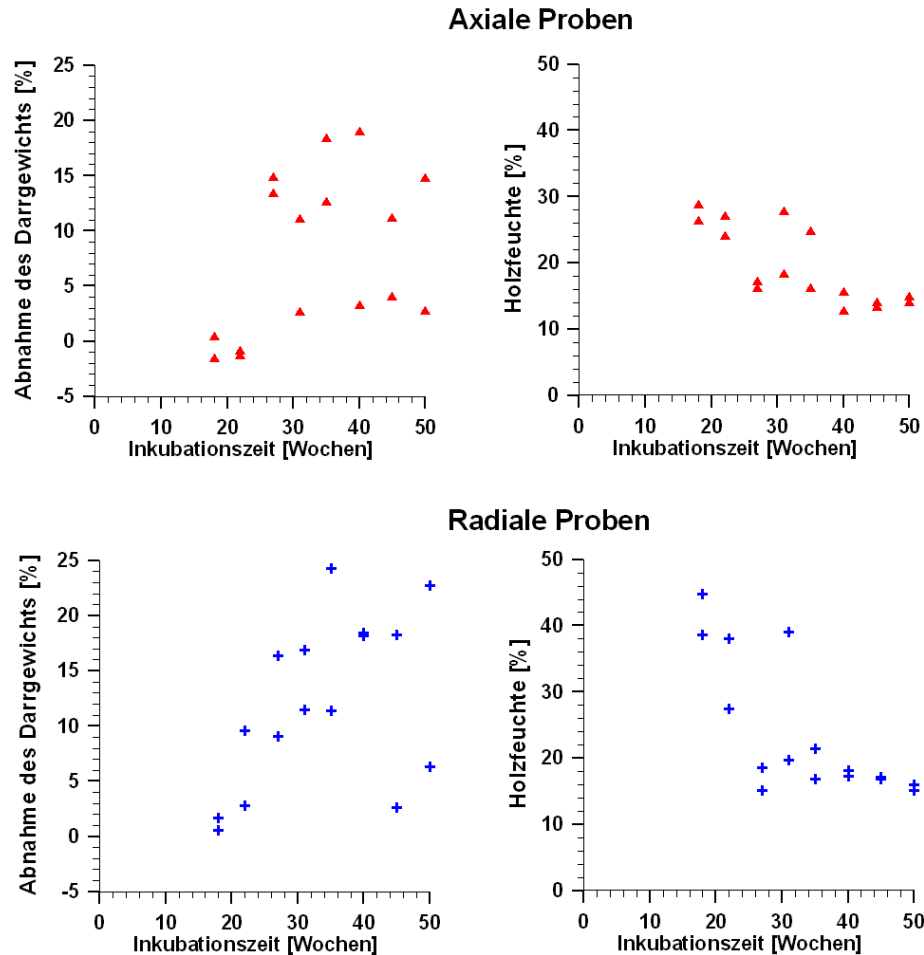 Axiale Proben
Abnahme des Darrgewichts [%]
25
20
15
10
5
0
-5
0 10 20 30 40 50
Inkubationszeit [Wochen]
Holzfeuchte [%]
50
40
30
20
10
0
0 10 20 30 40 50
Inkubationszeit [Wochen]
Radiale Proben
Abnahme des Darrgewichts [%]
25
20
15
10
5
0
-5
0 10 20 30 40 50
Inkubationszeit [Wochen]
Holzfeuchte [%]
50
40
30
20
10
0
0 10 20 30 40 50
Inkubationszeit [Wochen]